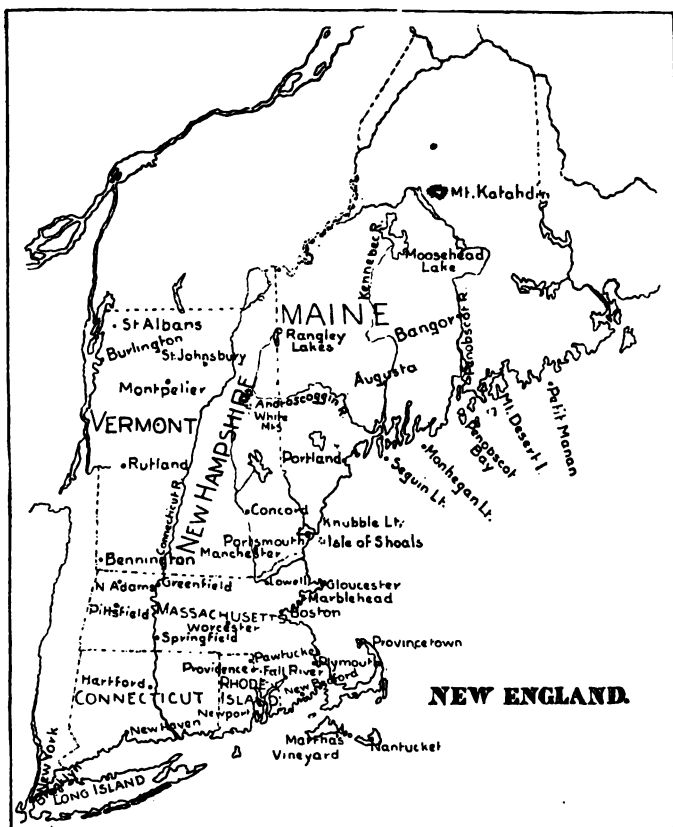 Mt. Katahdin
Kennebec R.
Moosehead
Lake
MAINE
St Albans
Rangley
Lakes
Bangor
Penobscot R.
Burlington
St. Johnsbury
Augusta
Montpelier
Androscoggin R.
White
Mts
VERMONT
NEW HAMPSHIRE
Penobscot
Bay
Mt. Desert I.
Petit Manan
Rutland
Portland
Seguin Lt.
Monhegan Lt.
Connecticut R.
Concord
Knubble Lt.
Portsmouth
Isle of Shoals
Manchester
Bennington
N Adams
Greenfield
Lowell
Gloucester
Marblehead
Pittsfield
MASSACHUSETTS
Boston
Worcester
Springfield
Provincetown
Pawtucket
Plymouth
Providence
Fall River
Hartford
RHODE
ISLAND
New Bedford
CONNECTICUT
NEW ENGLAND.
Newport
New Haven
Marthas
Vineyard
Nantucket
New York
Brooklyn
LONG ISLAND